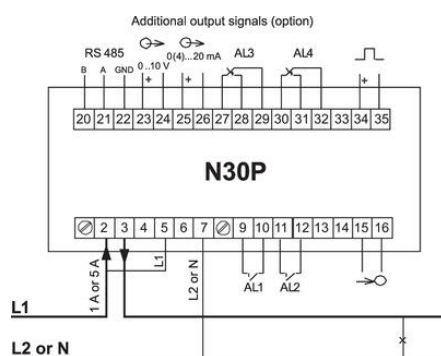 Additional output signals (option)
RS 485 0(4)...20 mA AL3 AL4
B A GND 0 ..10 V
+ + +
20 21 22 23 24 25 26 27 28 29 30 31 32 33 34 35
N30P
2 3 4 5 6 7 9 10 11 12 13 14 15 16
1 A or 5 A L1 L2 or N AL1 AL2
L1
L2 or N